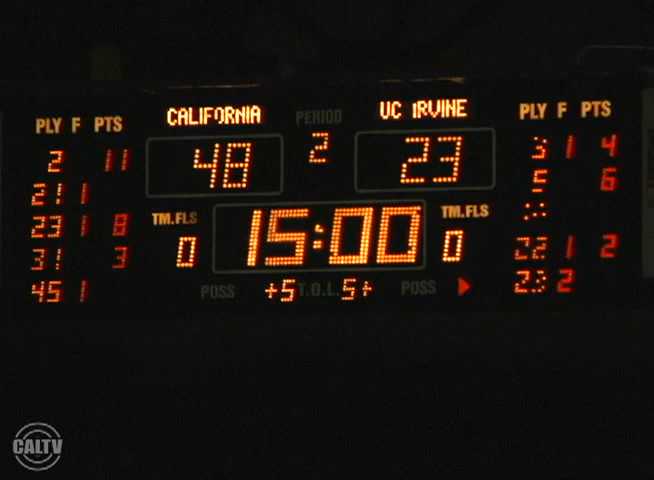 CALIFORNIA PERIOD UC IRVINE
PLY F PTS 48 2 23 PLY F PTS
2 11 3 1 4
21 1 5 6
23 1 8 TM.FLS 15:00 TM.FLS
31 3 0 0 22 1 2
45 1 POSS +5 T.O.L. 5+ POSS 23 2
CALTV